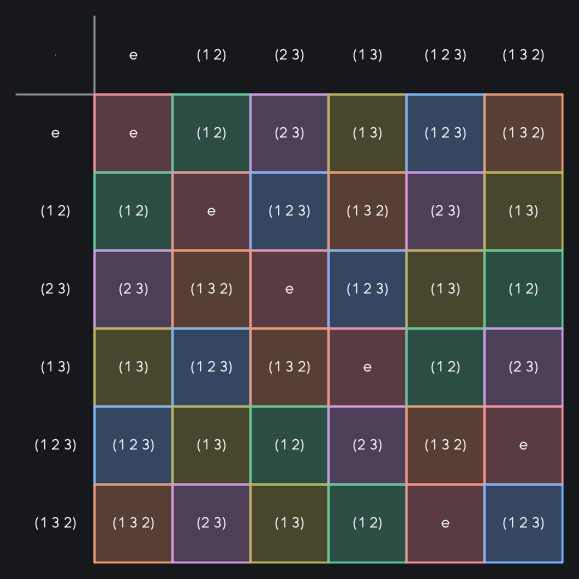 · e (1 2) (2 3) (1 3) (1 2 3) (1 3 2)
e e (1 2) (2 3) (1 3) (1 2 3) (1 3 2)
(1 2) (1 2) e (1 2 3) (1 3 2) (2 3) (1 3)
(2 3) (2 3) (1 3 2) e (1 2 3) (1 3) (1 2)
(1 3) (1 3) (1 2 3) (1 3 2) e (1 2) (2 3)
(1 2 3) (1 2 3) (1 3) (1 2) (2 3) (1 3 2) e
(1 3 2) (1 3 2) (2 3) (1 3) (1 2) e (1 2 3)